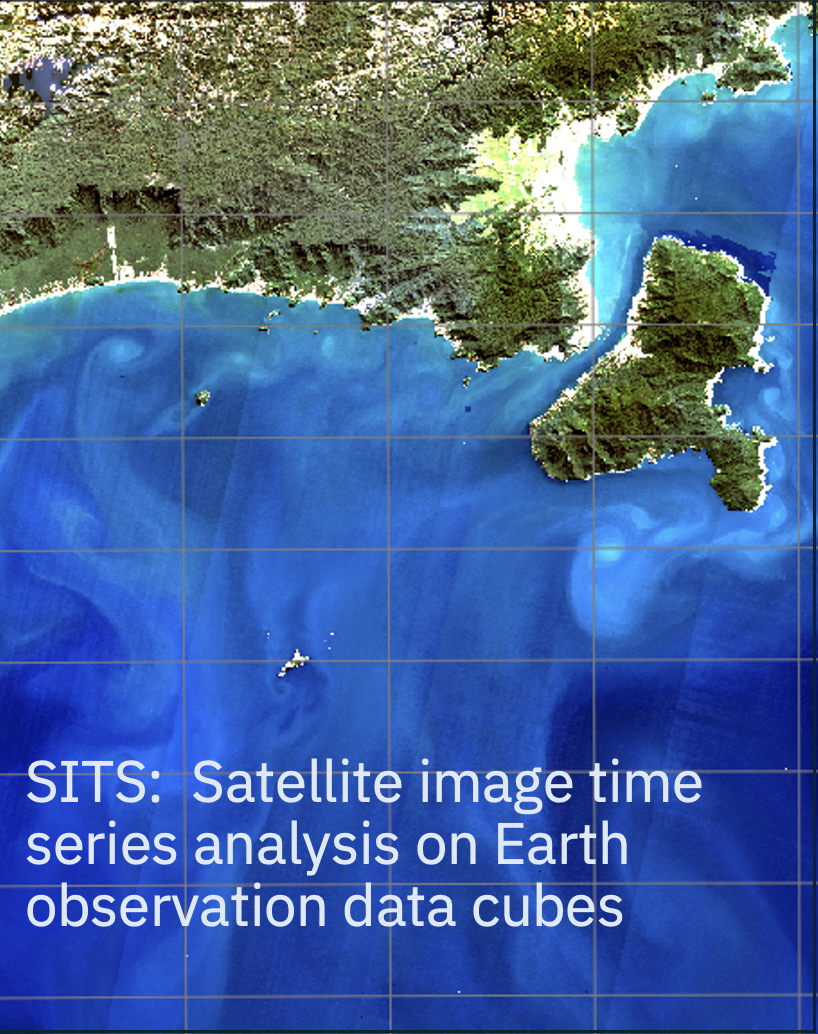 SITS:  Satellite image time
series analysis on Earth
observation data cubes